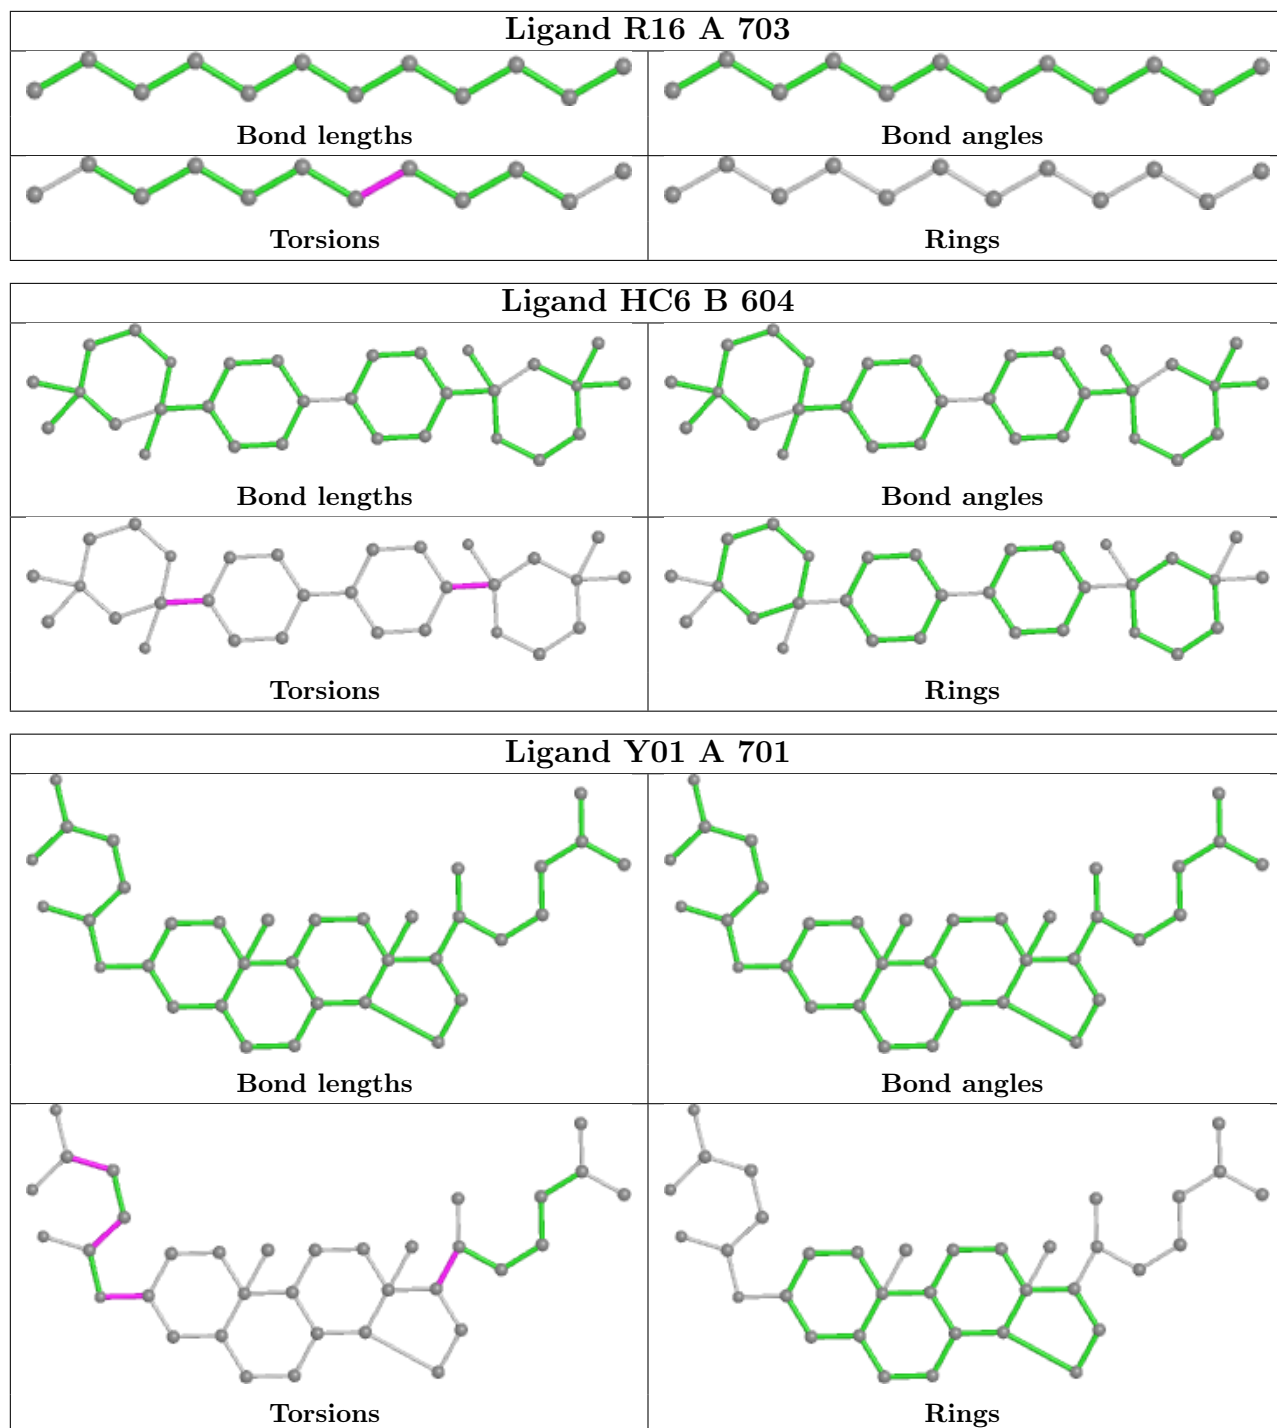 Ligand R16 A 703
Bond lengths
Bond angles
Torsions
Rings
Ligand HC6 B 604
Bond lengths
Bond angles
Torsions
Rings
Ligand Y01 A 701
Bond lengths
Bond angles
Torsions
Rings